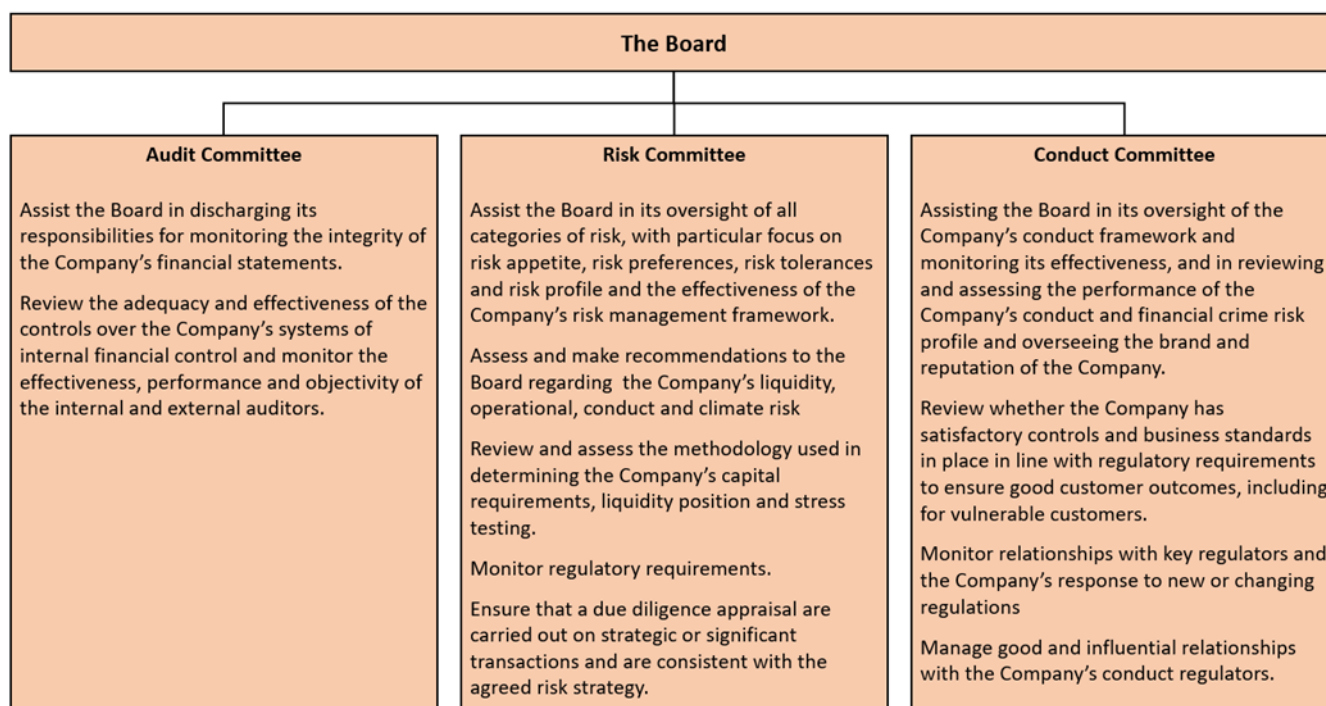 The Board
Audit Committee
Assist the Board in discharging its
responsibilities for monitoring the integrity of
the Company’s financial statements.
Review the adequacy and effectiveness of the
controls over the Company’s systems of
internal financial control and monitor the
effectiveness, performance and objectivity of
the internal and external auditors.
Risk Committee
Assist the Board in its oversight of all
categories of risk, with particular focus on
risk appetite, risk preferences, risk tolerances
and risk profile and the effectiveness of the
Company’s risk management framework.
Assess and make recommendations to the
Board regarding  the Company’s liquidity,
operational, conduct and climate risk
Review and assess the methodology used in
determining the Company’s capital
requirements, liquidity position and stress
testing.
Monitor regulatory requirements.
Ensure that a due diligence appraisal are
carried out on strategic or significant
transactions and are consistent with the
agreed risk strategy.
Conduct Committee
Assisting the Board in its oversight of the
Company’s conduct framework and
monitoring its effectiveness, and in reviewing
and assessing the performance of the
Company’s conduct and financial crime risk
profile and overseeing the brand and
reputation of the Company.
Review whether the Company has
satisfactory controls and business standards
in place in line with regulatory requirements
to ensure good customer outcomes, including
for vulnerable customers.
Monitor relationships with key regulators and
the Company’s response to new or changing
regulations
Manage good and influential relationships
with the Company’s conduct regulators.